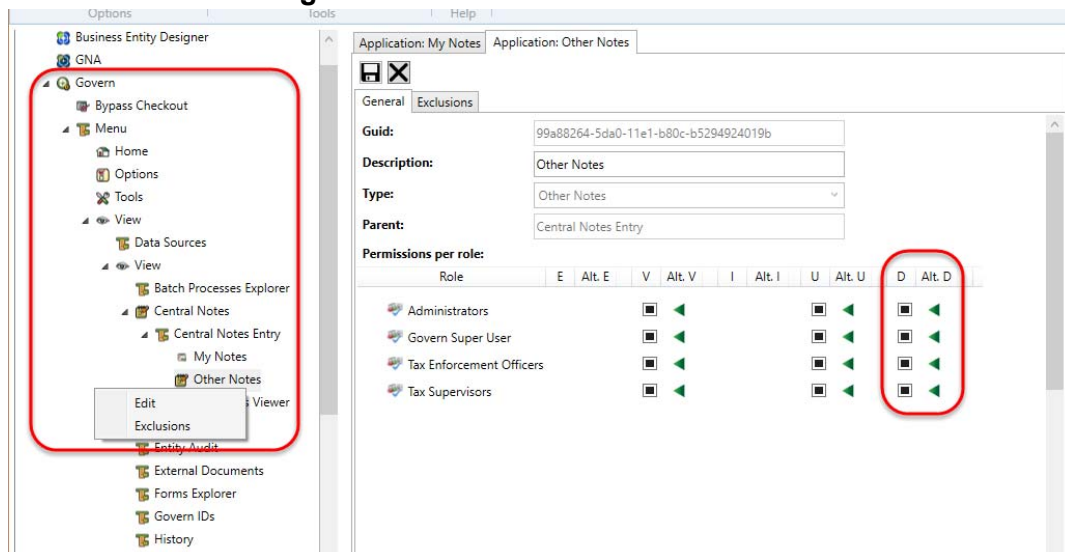 Options Tools Help
Business Entity Designer
GNA
Govern
Bypass Checkout
Menu
Home
Options
Tools
View
Data Sources
View
Batch Processes Explorer
Central Notes
Central Notes Entry
My Notes
Other Notes
Viewer
Edit
Exclusions
Entity Audit
External Documents
Forms Explorer
Govern IDs
History
Application: My Notes Application: Other Notes
General Exclusions
Guid: 99a88264-5da0-11e1-b80c-b5294924019b
Description: Other Notes
Type: Other Notes
Parent: Central Notes Entry
Permissions per role:
Role E Alt. E V Alt. V I Alt. I U Alt. U D Alt. D
Administrators
Govern Super User
Tax Enforcement Officers
Tax Supervisors